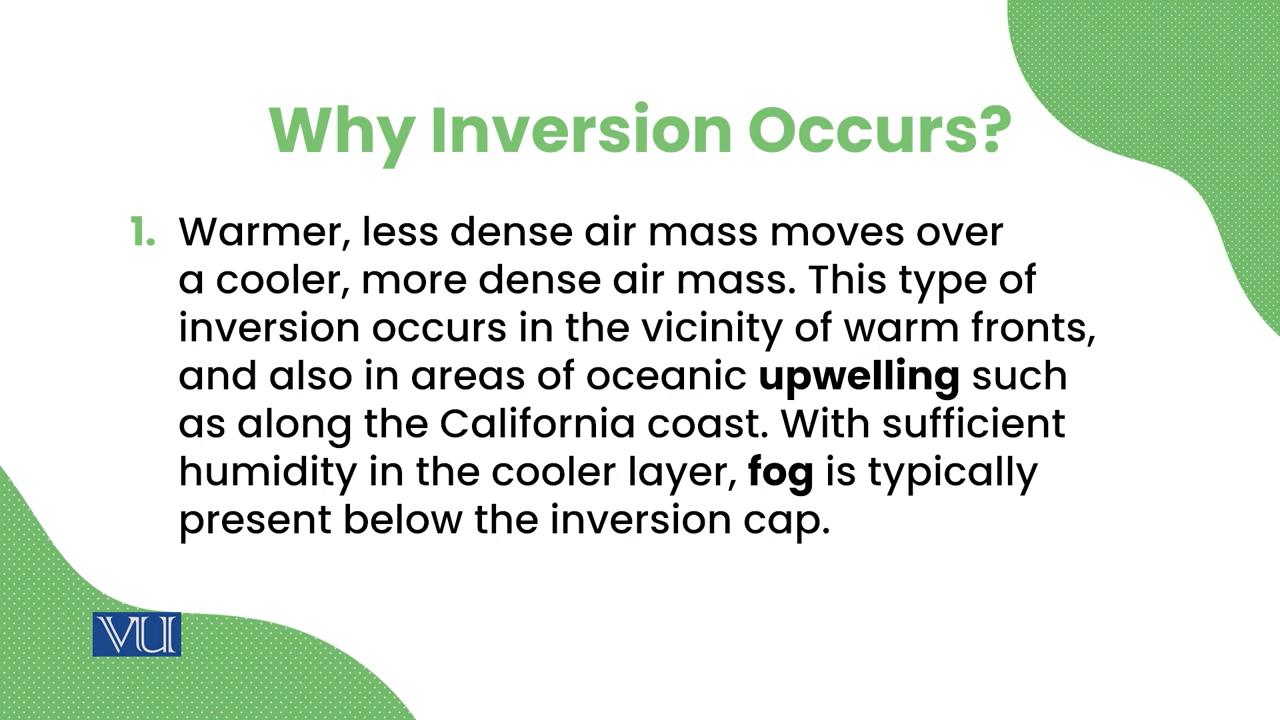 Why Inversion Occurs?
1. Warmer, less dense air mass moves over
a cooler, more dense air mass. This type of
inversion occurs in the vicinity of warm fronts,
and also in areas of oceanic upwelling such
as along the California coast. With sufficient
humidity in the cooler layer, fog is typically
present below the inversion cap.
VU